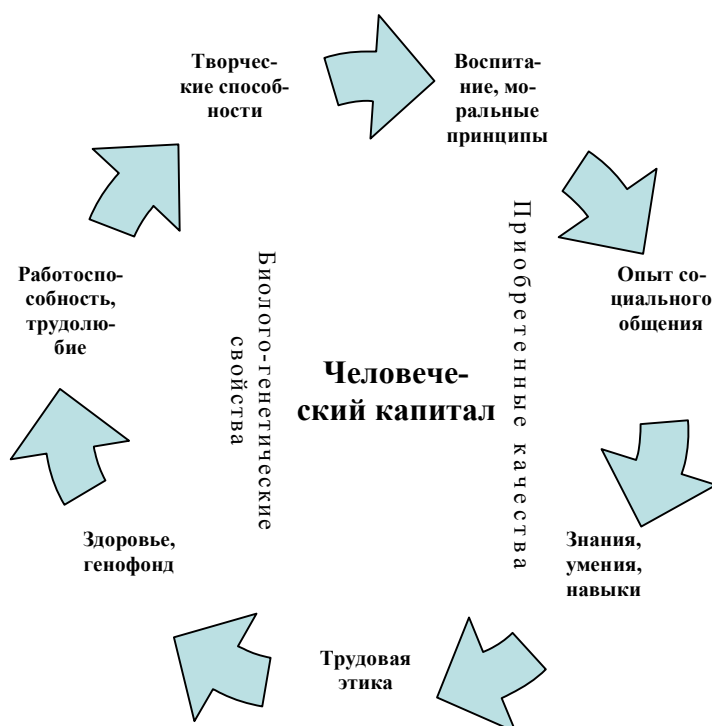 Творчес-
кие способ-
ности
Воспита-
ние, мо-
ральные
принципы
Опыт со-
циального
общения
Знания,
умения,
навыки
Трудовая
этика
Здоровье,
генофонд
Работоспо-
собность,
трудолю-
бие
Биолого-генетические
свойства
Человече-
ский капитал
Приобретенные качества